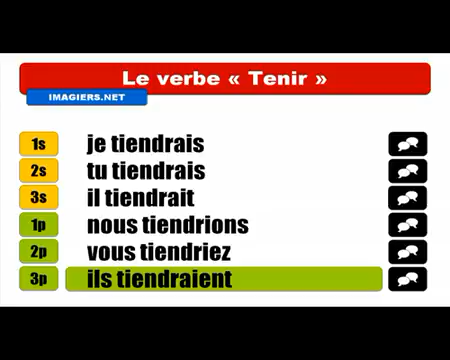 Le verbe « Tenir »
IMAGIERS.NET
1s je tiendrais
2s tu tiendrais
3s il tiendrait
1p nous tiendrions
2p vous tiendriez
3p ils tiendraient